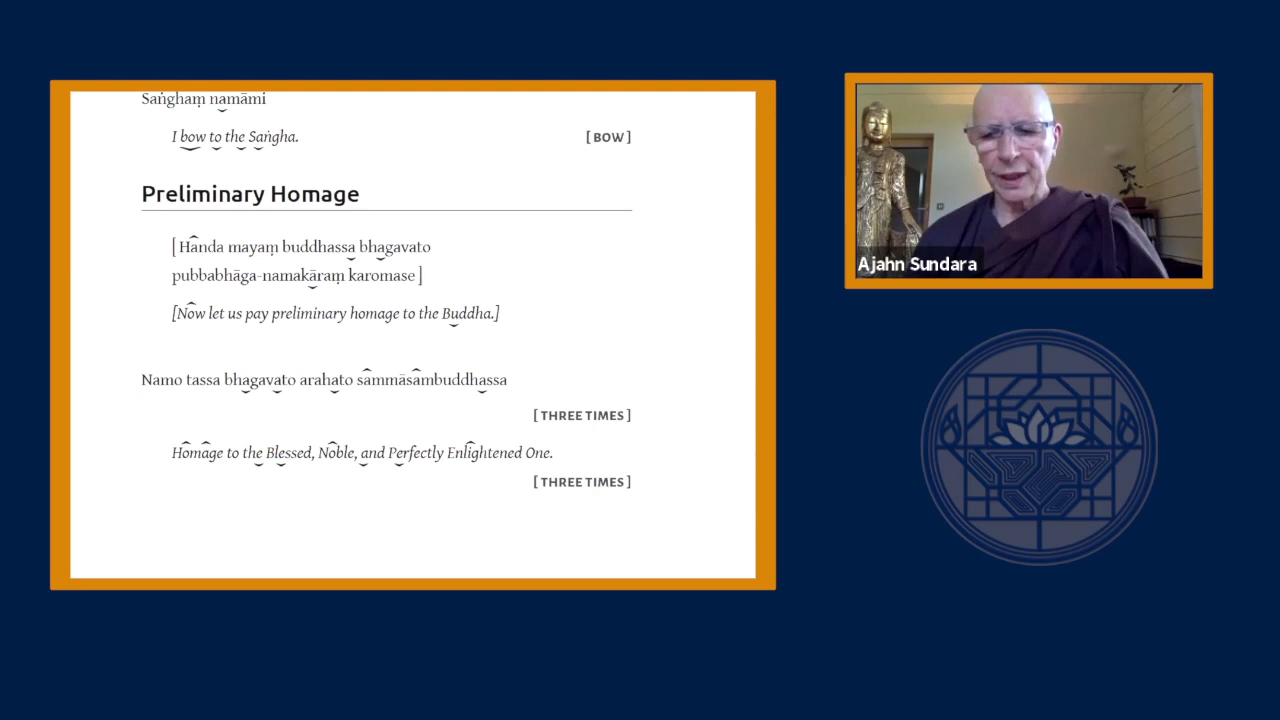 Saṅghaṃ namāmi
I bow to the Saṅgha. [ BOW ]
Preliminary Homage
[ Handa mayaṃ buddhassa bhagavato
pubbabhāga-namakāraṃ karomase ]
[Now let us pay preliminary homage to the Buddha.]
Namo tassa bhagavato arahato sammāsambuddhassa
[ THREE TIMES ]
Homage to the Blessed, Noble, and Perfectly Enlightened One.
[ THREE TIMES ]
Ajahn Sundara